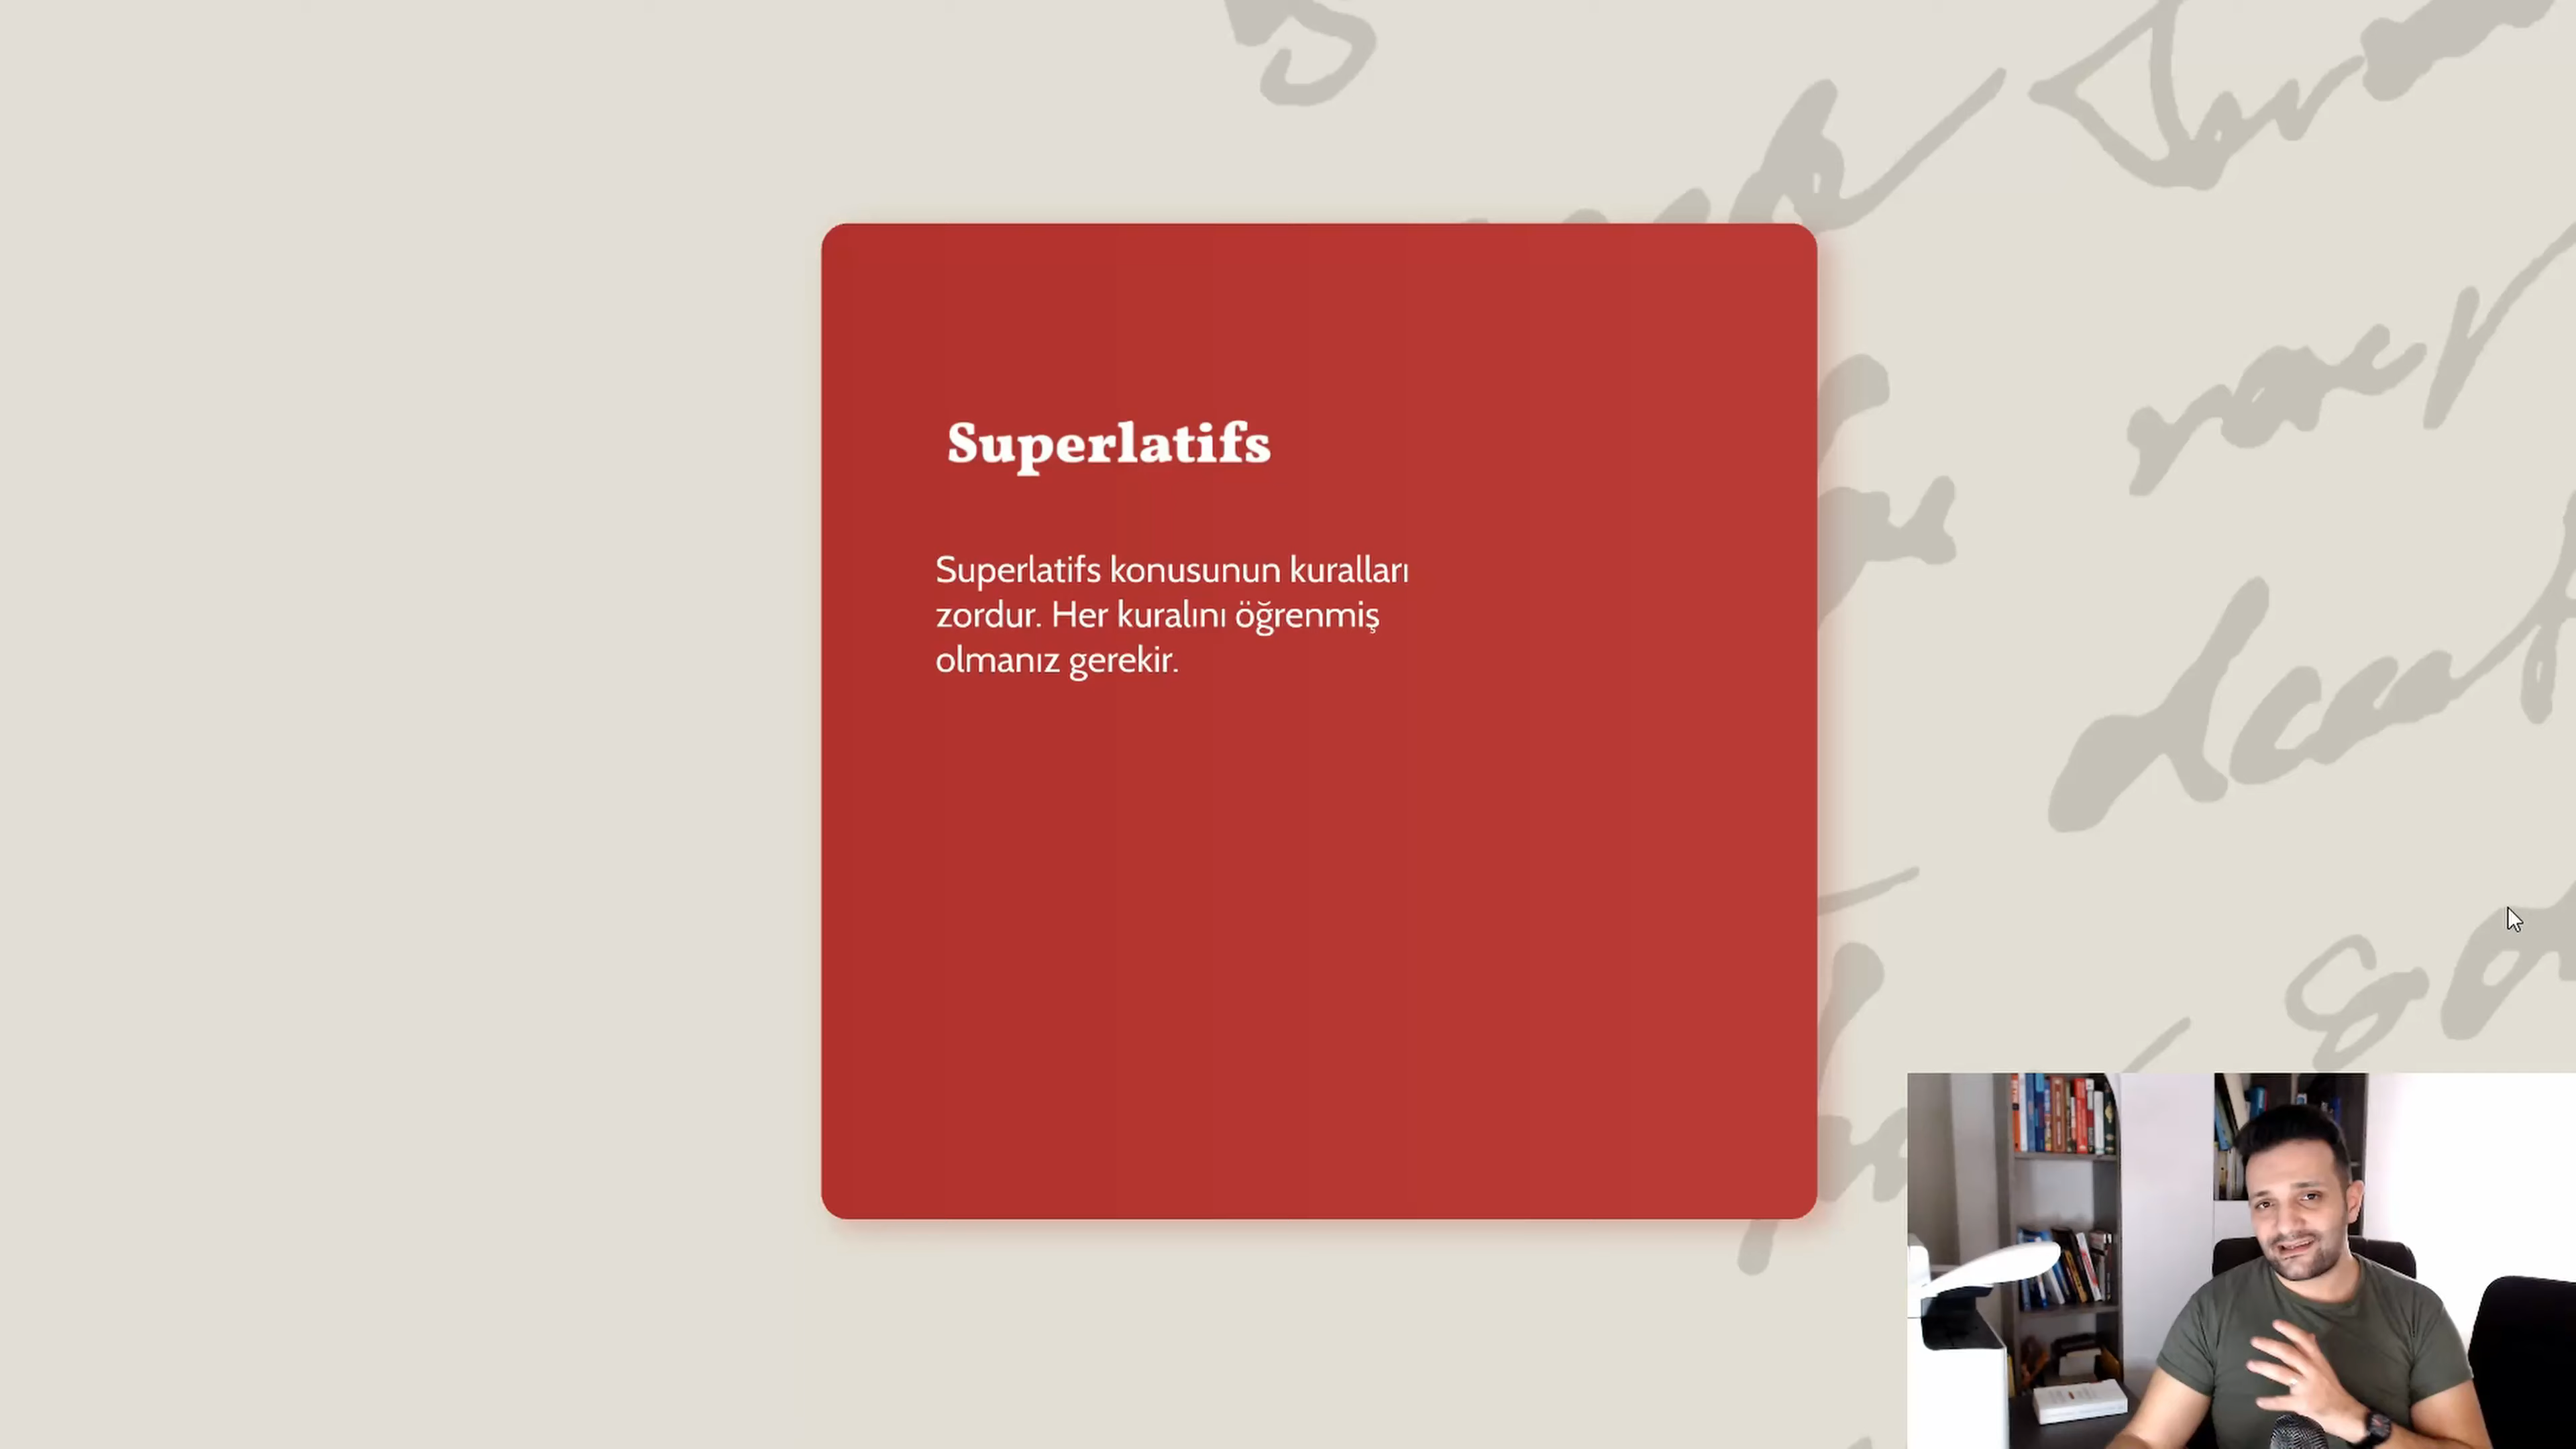 Superlatifs
Superlatifs konusunun kuralları
zordur. Her kuralını öğrenmiş
olmanız gerekir.